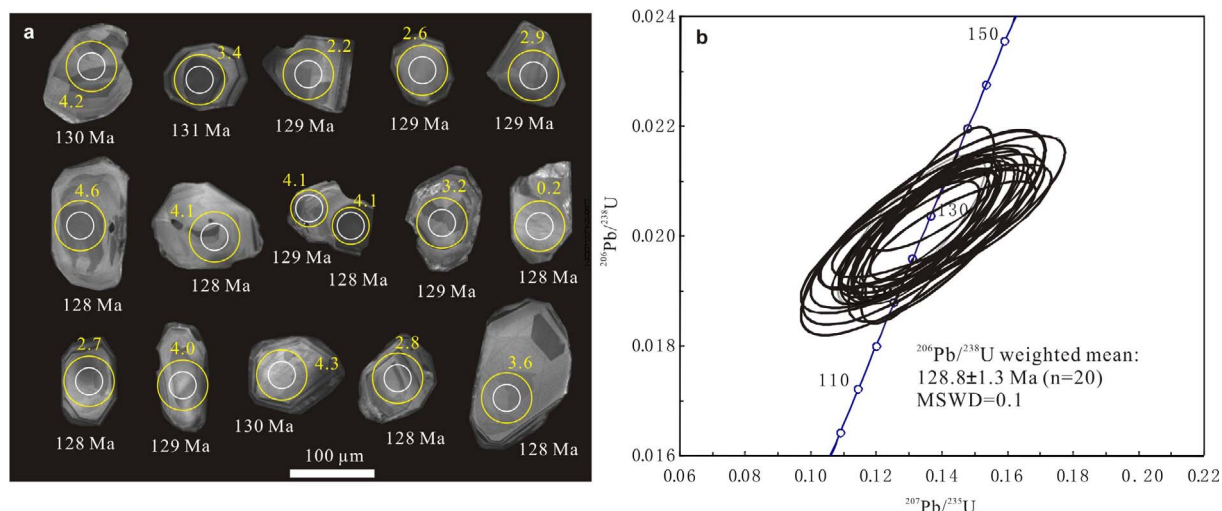 a
4.2
3.4
2.2
2.6
2.9
130 Ma
131 Ma
129 Ma
129 Ma
129 Ma
4.6
4.1
4.1
4.1
3.2
0.2
128 Ma
128 Ma
129 Ma
128 Ma
129 Ma
128 Ma
2.7
4.0
4.3
2.8
3.6
128 Ma
129 Ma
130 Ma
128 Ma
128 Ma
100 µm
b
0.024
0.022
0.020
0.018
0.016
²⁰⁶Pb/²³⁸U
150
130
110
²⁰⁶Pb/²³⁸U weighted mean:
128.8±1.3 Ma (n=20)
MSWD=0.1
0.06
0.08
0.10
0.12
0.14
0.16
0.18
0.20
0.22
²⁰⁷Pb/²³⁵U